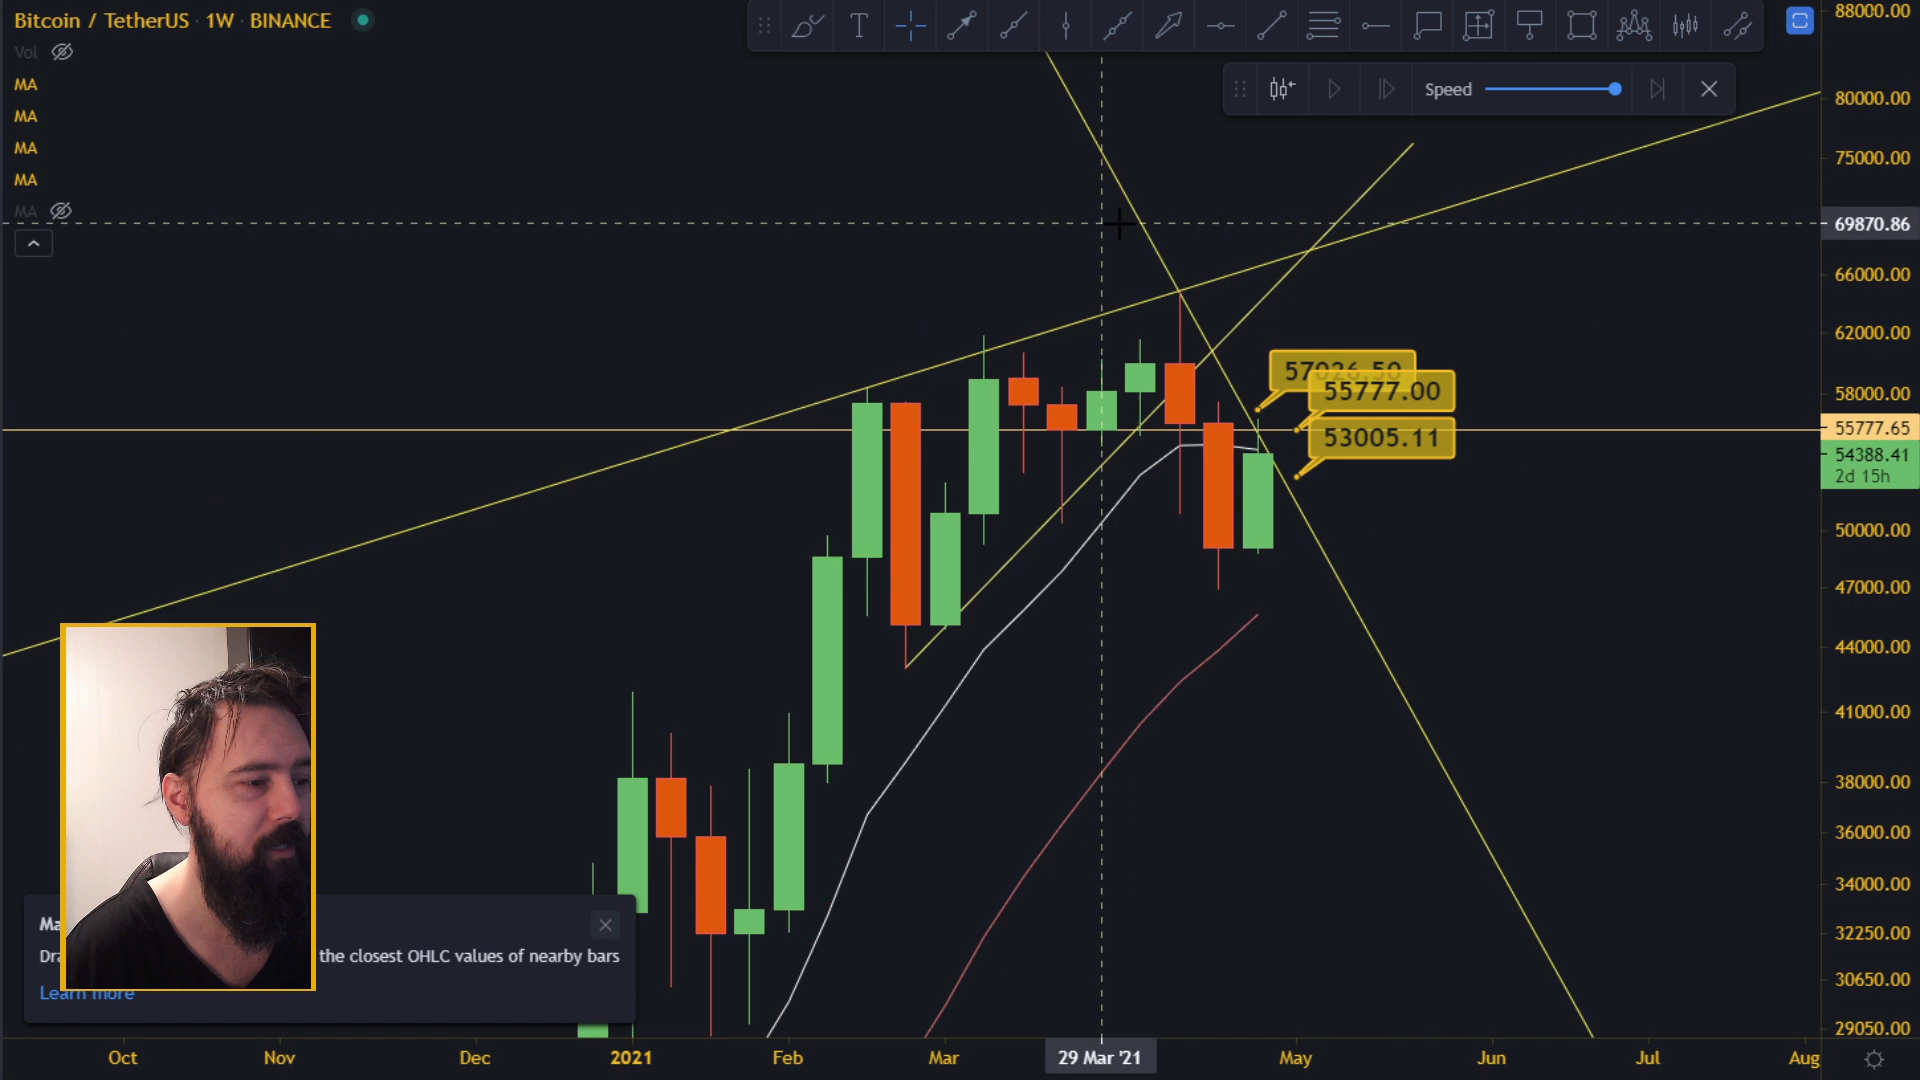 Bitcoin / TetherUS · 1W · BINANCE
Vol
MA
MA
MA
MA
MA
Speed
88000.00
80000.00
75000.00
69870.86
66000.00
62000.00
58000.00
55777.65
54388.41
2d 15h
50000.00
47000.00
44000.00
41000.00
38000.00
36000.00
34000.00
32250.00
30650.00
29050.00
57026.50
55777.00
53005.11
the closest OHLC values of nearby bars
Learn more
Oct
Nov
Dec
2021
Feb
Mar
29 Mar '21
May
Jun
Jul
Aug